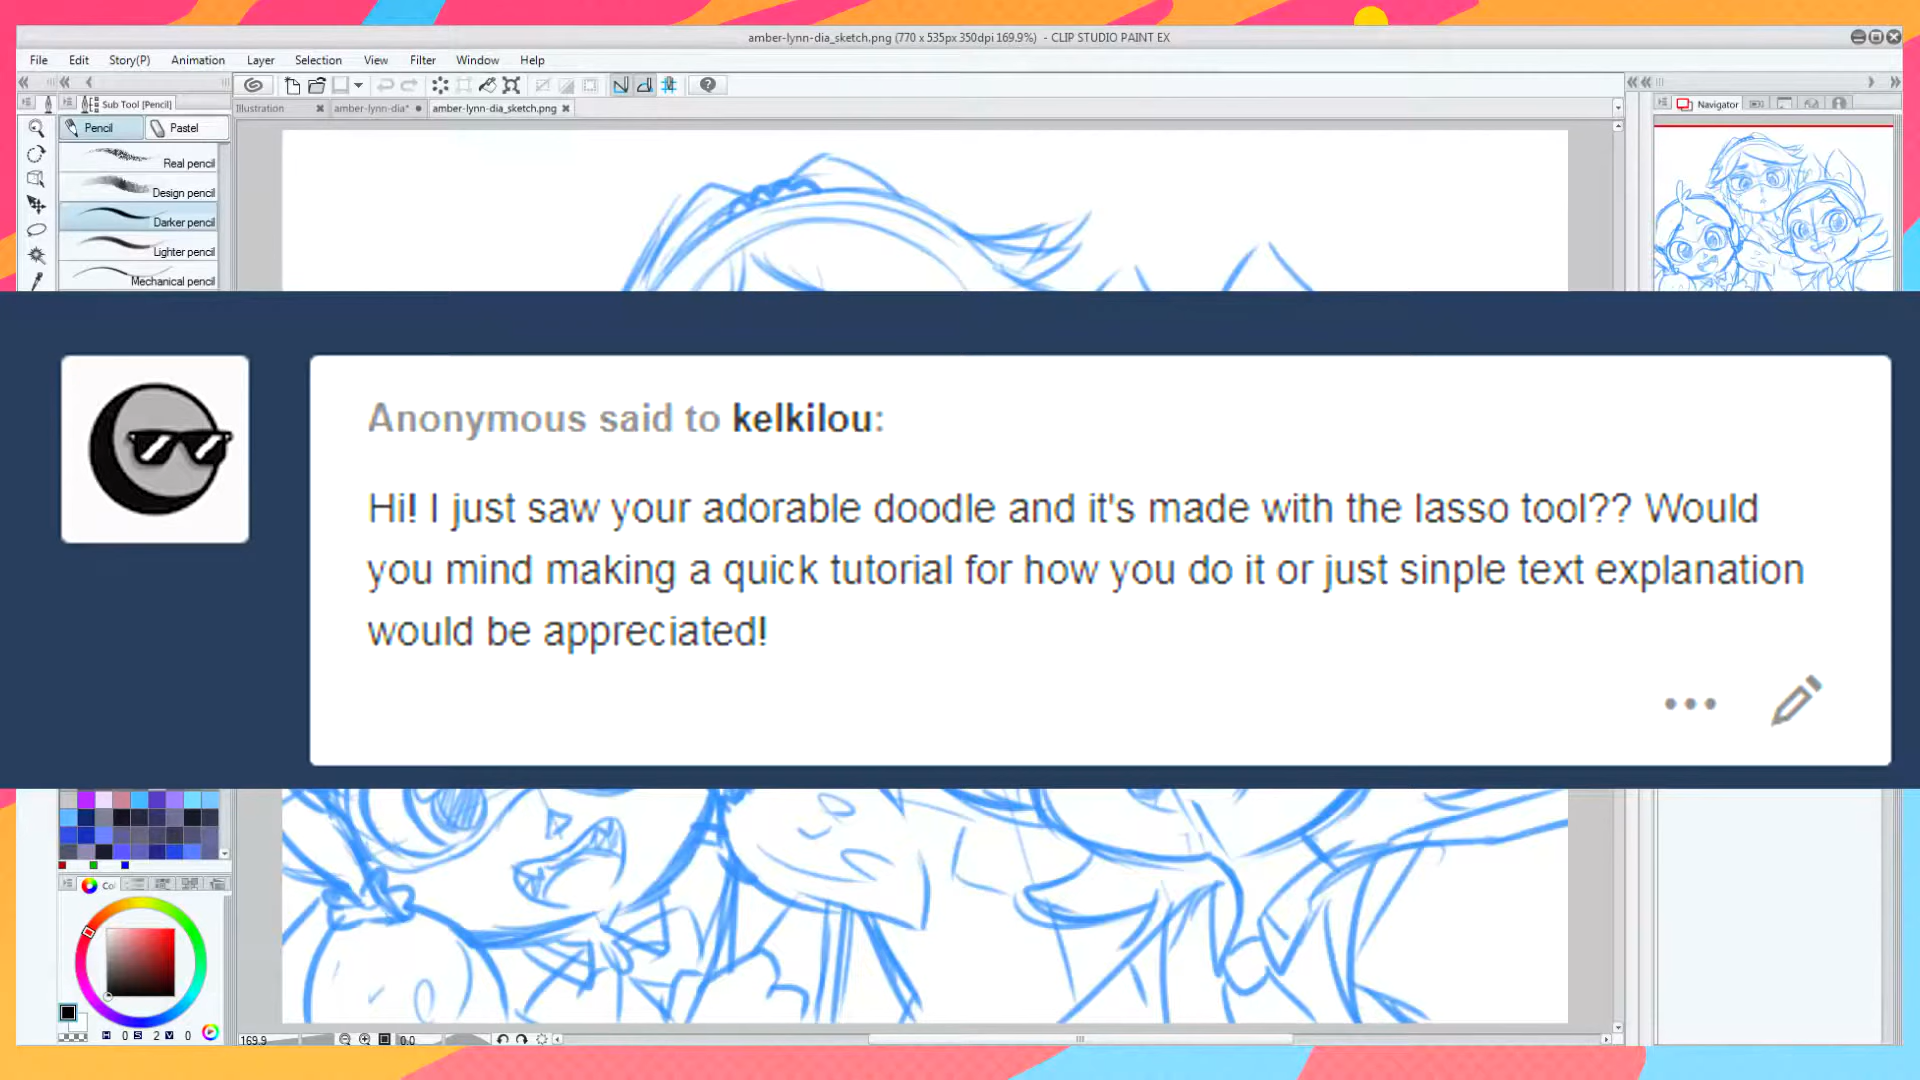 amber-lynn-dia_sketch.png (770 x 535px 350dpi 169.9%) - CLIP STUDIO PAINT EX
File Edit Story(P) Animation Layer Selection View Filter Window Help
Sub Tool [Pencil]
Illustration amber-lynn-dia* amber-lynn-dia_sketch.png
Navigator
Pencil Pastel
Real pencil
Design pencil
Darker pencil
Lighter pencil
Mechanical pencil
Anonymous said to kelkilou:
Hi! I just saw your adorable doodle and it's made with the lasso tool?? Would
you mind making a quick tutorial for how you do it or just sinple text explanation
would be appreciated!
Col
H 0 S 2 V 0
169.9 0.0